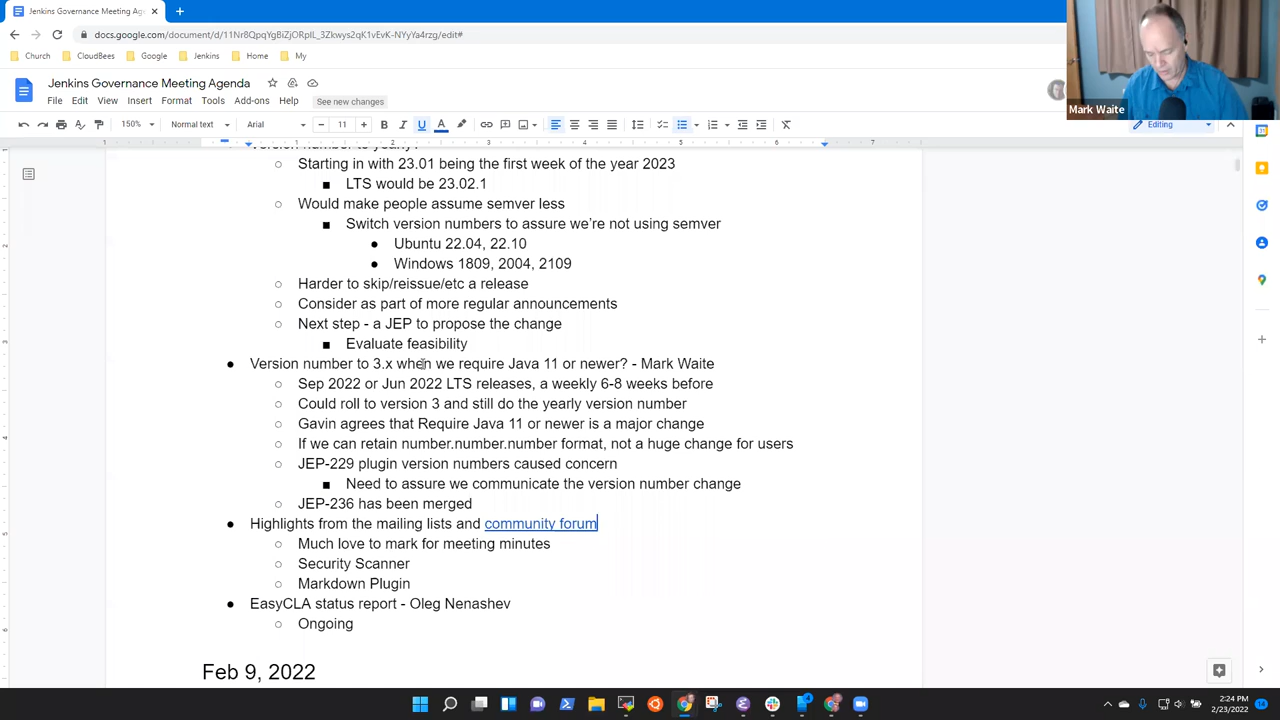 Jenkins Governance Meeting Ag
docs.google.com/document/d/11Nr8QpqYgBiZjORpIL_3Zkwys2qK1vEvK-NYyYa4rzg/edit#
Church CloudBees Google Jenkins Home My
Jenkins Governance Meeting Agenda
File Edit View Insert Format Tools Add-ons Help See new changes
150% Normal text Arial 11 Editing
Mark Waite
Starting in with 23.01 being the first week of the year 2023
LTS would be 23.02.1
Would make people assume semver less
Switch version numbers to assure we're not using semver
Ubuntu 22.04, 22.10
Windows 1809, 2004, 2109
Harder to skip/reissue/etc a release
Consider as part of more regular announcements
Next step - a JEP to propose the change
Evaluate feasibility
Version number to 3.x when we require Java 11 or newer? - Mark Waite
Sep 2022 or Jun 2022 LTS releases, a weekly 6-8 weeks before
Could roll to version 3 and still do the yearly version number
Gavin agrees that Require Java 11 or newer is a major change
If we can retain number.number.number format, not a huge change for users
JEP-229 plugin version numbers caused concern
Need to assure we communicate the version number change
JEP-236 has been merged
Highlights from the mailing lists and community forum
Much love to mark for meeting minutes
Security Scanner
Markdown Plugin
EasyCLA status report - Oleg Nenashev
Ongoing
Feb 9, 2022
2:24 PM
2/23/2022